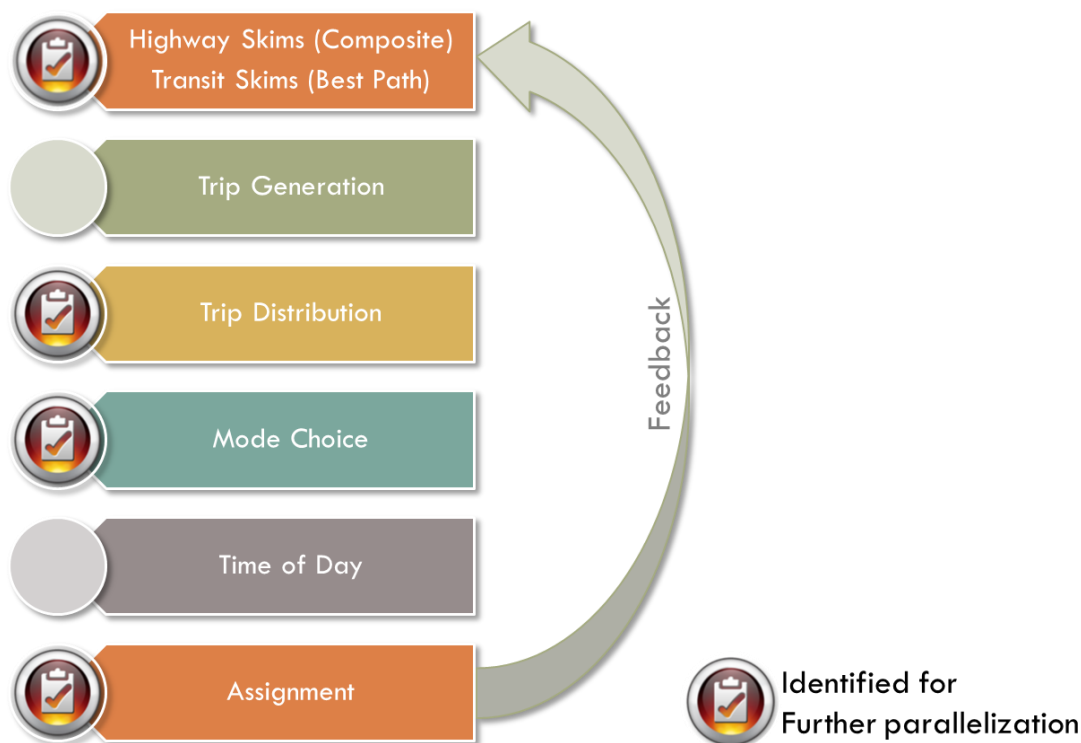 Highway Skims (Composite)
Transit Skims (Best Path)
Trip Generation
Trip Distribution
Mode Choice
Time of Day
Assignment
Feedback
Identified for
Further parallelization